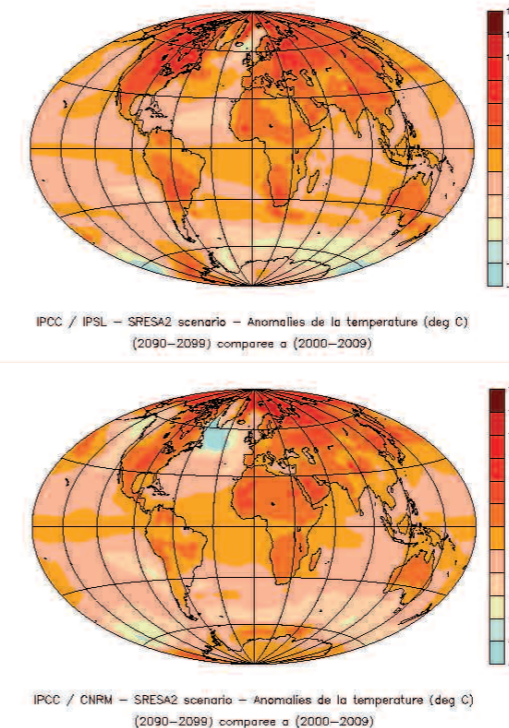 IPCC / IPSL – SRESA2 scenario – Anomalies de la temperature (deg C)
(2090–2099) comparee a (2000–2009)
IPCC / CNRM – SRESA2 scenario – Anomalies de la temperature (deg C)
(2090–2099) comparee a (2000–2009)